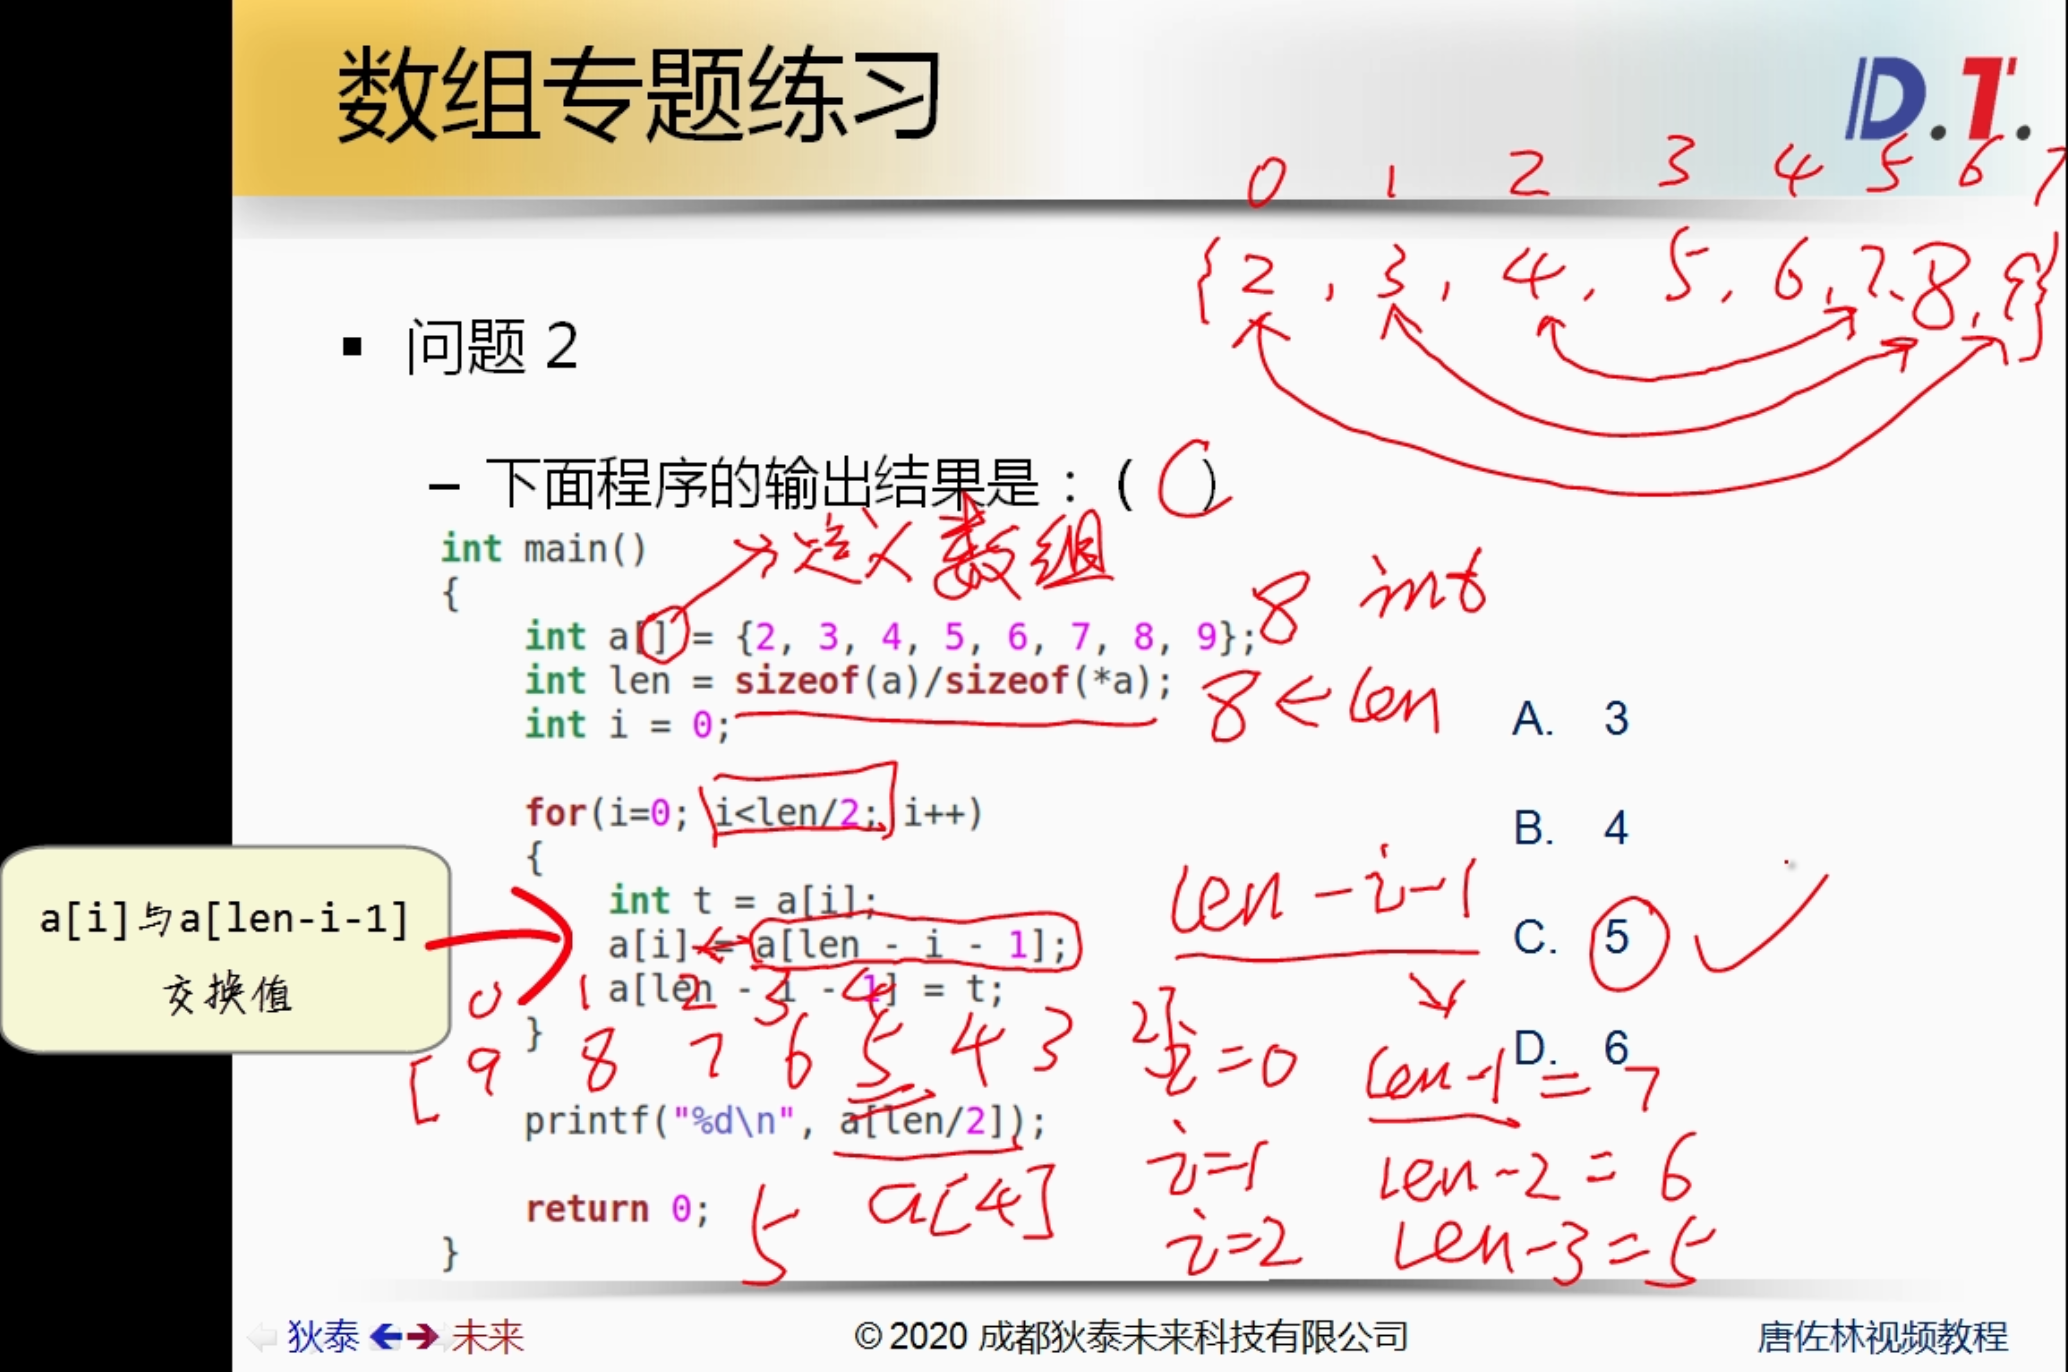 数组专题练习
D.T.
0 1 2 3 4 5 6 7
{2, 3, 4, 5, 6, 7, 8, 9}
▪ 问题 2
– 下面程序的输出结果是：( C )
int main()
定义数组
{
int a[] = {2, 3, 4, 5, 6, 7, 8, 9};
8 int
int len = sizeof(a)/sizeof(*a);
8 ← len
int i = 0;
A. 3
for(i=0; i<len/2; i++)
B. 4
{
int t = a[i];
len - i - 1
a[i]与a[len-i-1]
交换值
a[i] = a[len - i - 1];
C. 5
a[len - i - 1] = t;
0 1 2 3 4
}
[ 9 8 7 6 5 4 3 2 ]
i=0 len-1 = 7
D. 6
printf("%d\n", a[len/2]);
i=1 len-2 = 6
return 0;
5 a[4]
i=2 len-3=5
}
狄泰 未来
© 2020 成都狄泰未来科技有限公司
唐佐林视频教程